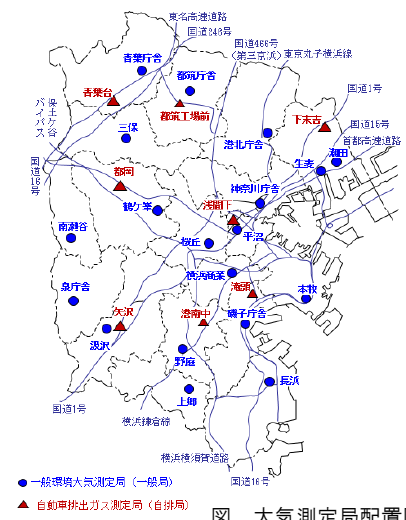 東名高速道路
国道246号
国道466号
（第三京浜）
東京丸子横浜線
青葉庁舎
都筑庁舎
国道1号
青葉台
保土ケ谷
バイパス
都筑工場前
下末吉
国道16号
三保
港北庁舎
首都高速道路
潮田
生麦
国道16号
都岡
神奈川庁舎
鶴ケ峯
浅間下
南瀬谷
平沼
桜丘
横浜商業
泉庁舎
滝頭
本牧
矢沢
港南中
磯子庁舎
汲沢
野庭
長浜
上郷
国道1号
横浜鎌倉線
横浜横須賀道路
国道16号
一般環境大気測定局（一般局）
自動車排出ガス測定局（自排局）
図　大気測定局配置